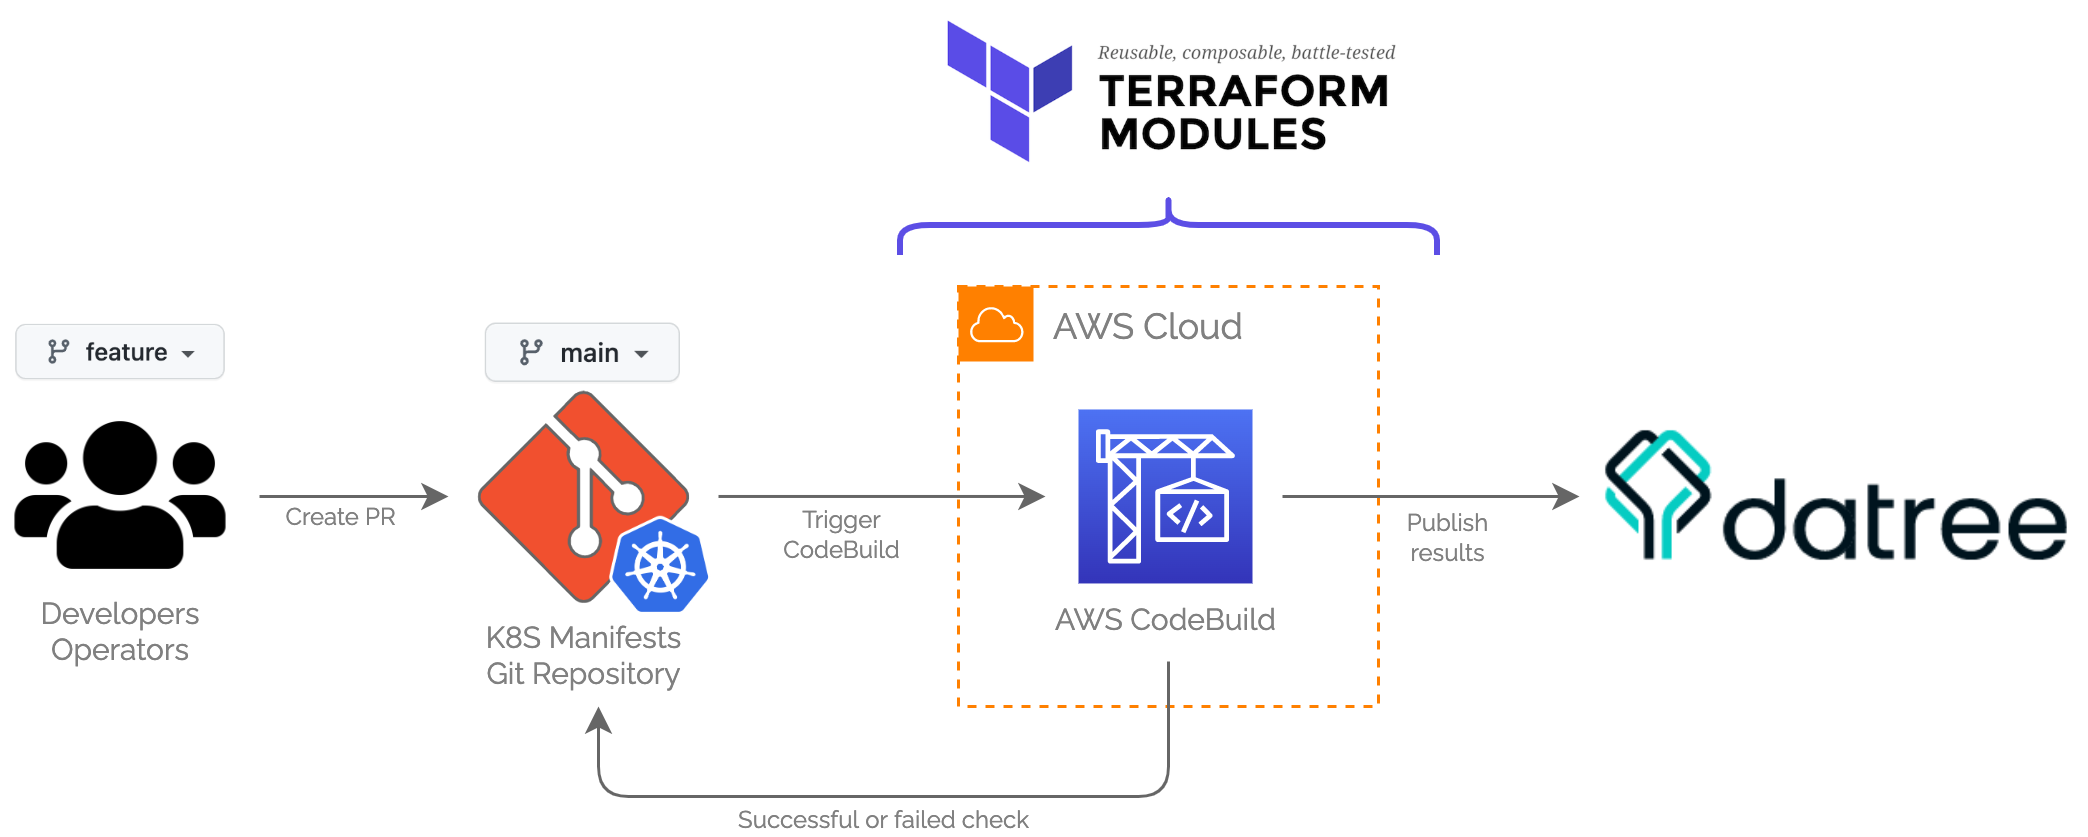 Reusable, composable, battle-tested
TERRAFORM
MODULES
feature
main
AWS Cloud
Create PR
Trigger
CodeBuild
</>
Publish
results
datree
Developers
Operators
K8S Manifests
Git Repository
AWS CodeBuild
Successful or failed check